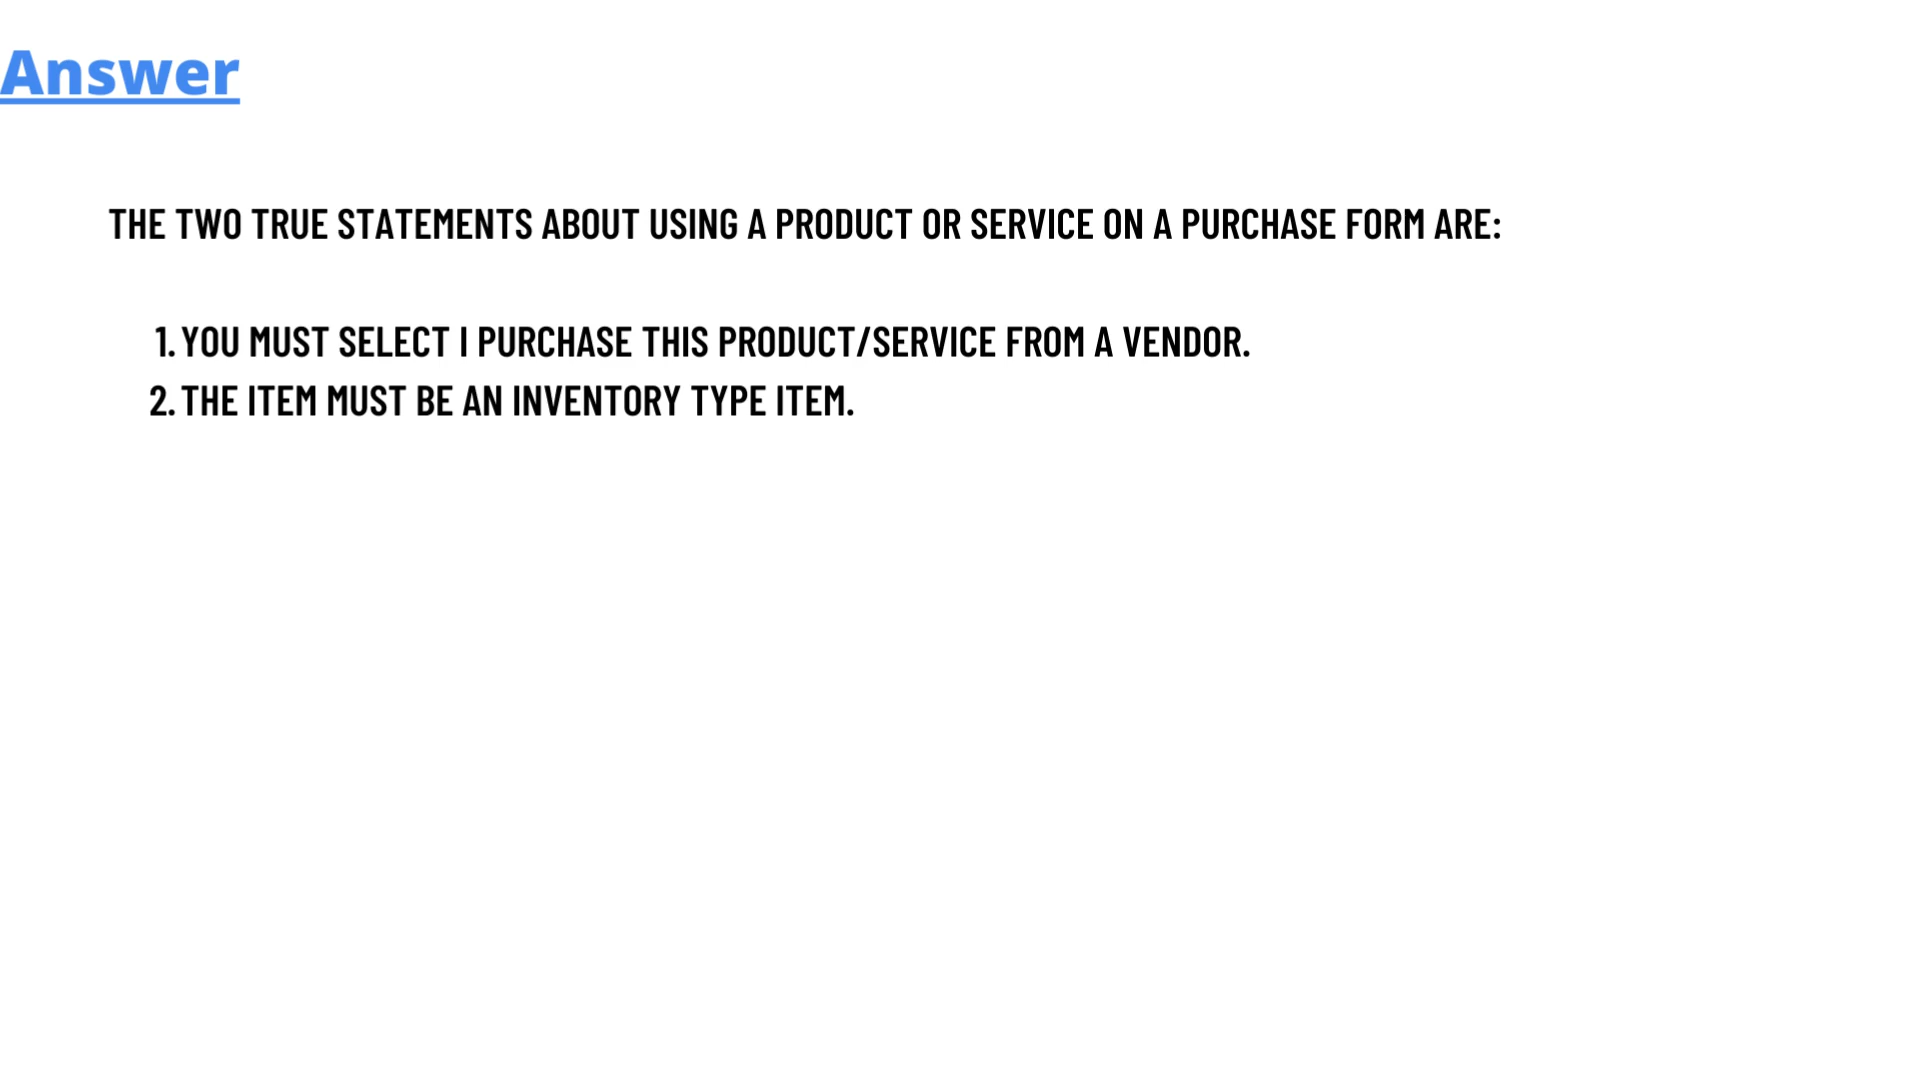 Answer
THE TWO TRUE STATEMENTS ABOUT USING A PRODUCT OR SERVICE ON A PURCHASE FORM ARE:
1. YOU MUST SELECT I PURCHASE THIS PRODUCT/SERVICE FROM A VENDOR.
2. THE ITEM MUST BE AN INVENTORY TYPE ITEM.